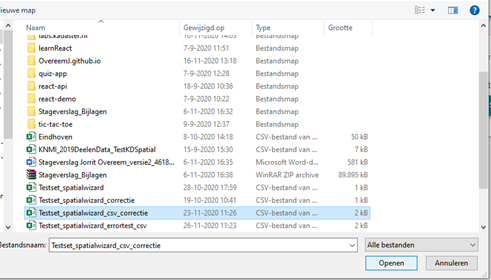 nieuwe map
Naam Gewijzigd op Type Grootte
labs.kadaster.nl 10-11-2020 14:05 Bestandsmap
learnReact 7-9-2020 11:51 Bestandsmap
OvereemJ.github.io 16-11-2020 13:18 Bestandsmap
quiz-app 7-9-2020 12:28 Bestandsmap
react-api 18-9-2020 10:36 Bestandsmap
react-demo 7-9-2020 10:22 Bestandsmap
Stageverslag_Bijlagen 6-11-2020 16:32 Bestandsmap
tic-tac-toe 9-9-2020 12:37 Bestandsmap
Eindhoven 8-10-2020 14:18 CSV-bestand van ... 50 kB
KNMI_2019DeelenData_TestKDSpatial 15-9-2020 15:30 CSV-bestand van ... 7 kB
Stageverslag Jorrit Overeem_versie2_4618... 6-11-2020 16:35 Microsoft Word-d... 581 kB
Stageverslag_Bijlagen 6-11-2020 16:38 WinRAR ZIP archive 89.895 kB
Testset_spatialwizard 28-10-2020 17:59 CSV-bestand van ... 1 kB
Testset_spatialwizard_correctie 19-10-2020 10:41 CSV-bestand van ... 1 kB
Testset_spatialwizard_csv_correctie 23-11-2020 11:26 CSV-bestand van ... 2 kB
Testset_spatialwizard_errortest_csv 26-11-2020 11:23 CSV-bestand van ... 2 kB
Bestandsnaam: Testset_spatialwizard_csv_correctie Alle bestanden
Openen Annuleren